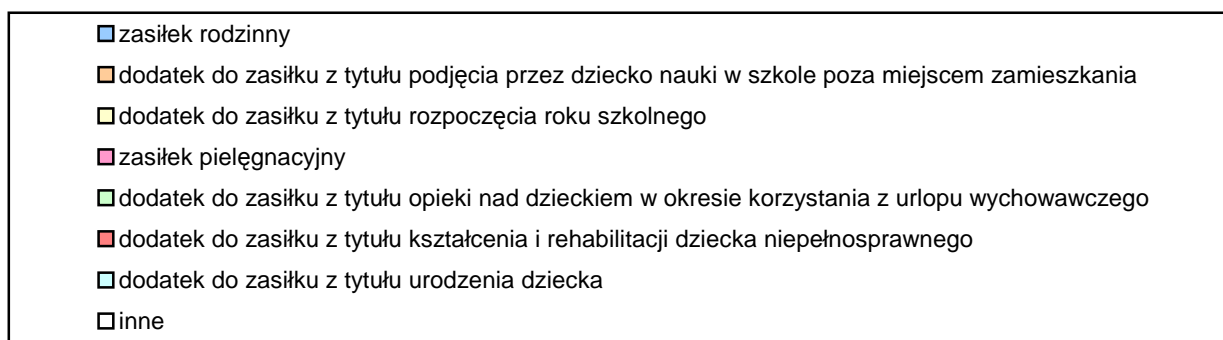 zasiłek rodzinny
dodatek do zasiłku z tytułu podjęcia przez dziecko nauki w szkole poza miejscem zamieszkania
dodatek do zasiłku z tytułu rozpoczęcia roku szkolnego
zasiłek pielęgnacyjny
dodatek do zasiłku z tytułu opieki nad dzieckiem w okresie korzystania z urlopu wychowawczego
dodatek do zasiłku z tytułu kształcenia i rehabilitacji dziecka niepełnosprawnego
dodatek do zasiłku z tytułu urodzenia dziecka
inne